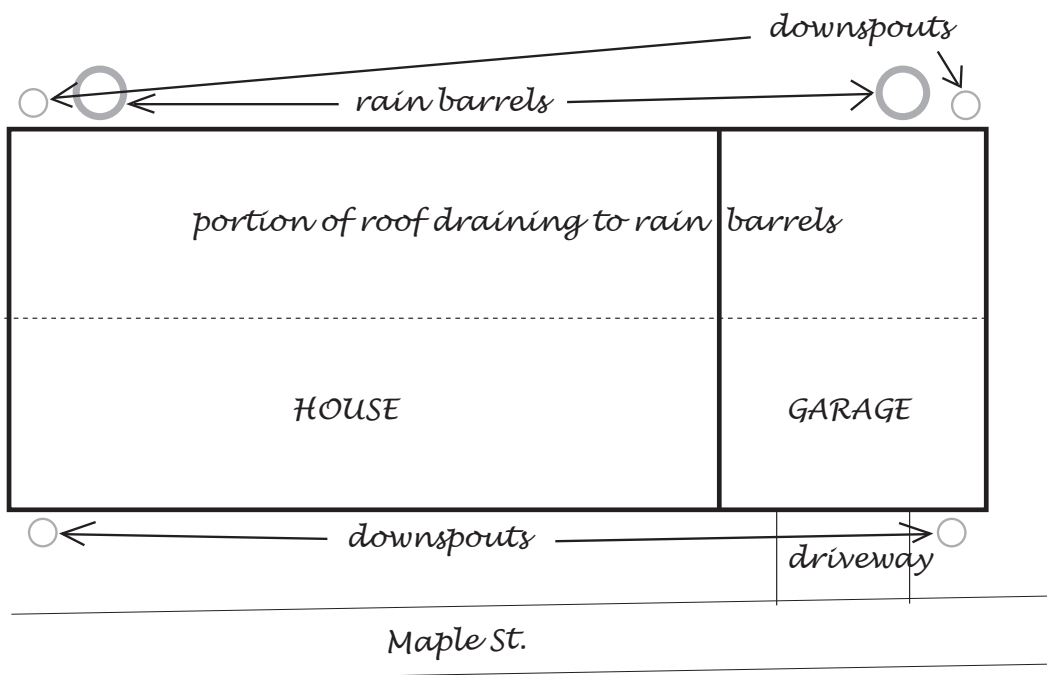 downspouts
rain barrels
portion of roof draining to rain barrels
HOUSE
GARAGE
downspouts
driveway
Maple St.